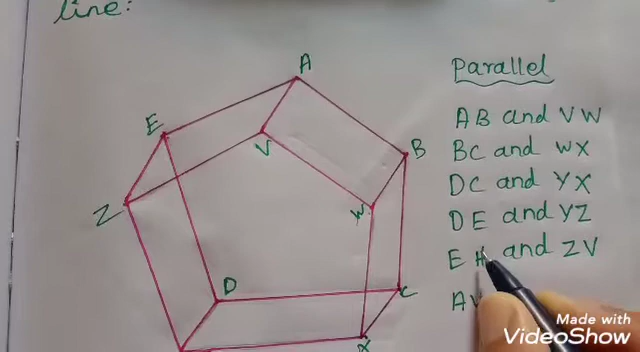 line:
Parallel
AB and VW
BC and WX
DC and YX
DE and YZ
E and ZV
A
A
E
V
B
Z
W
D
C
X
Made with
VideoShow